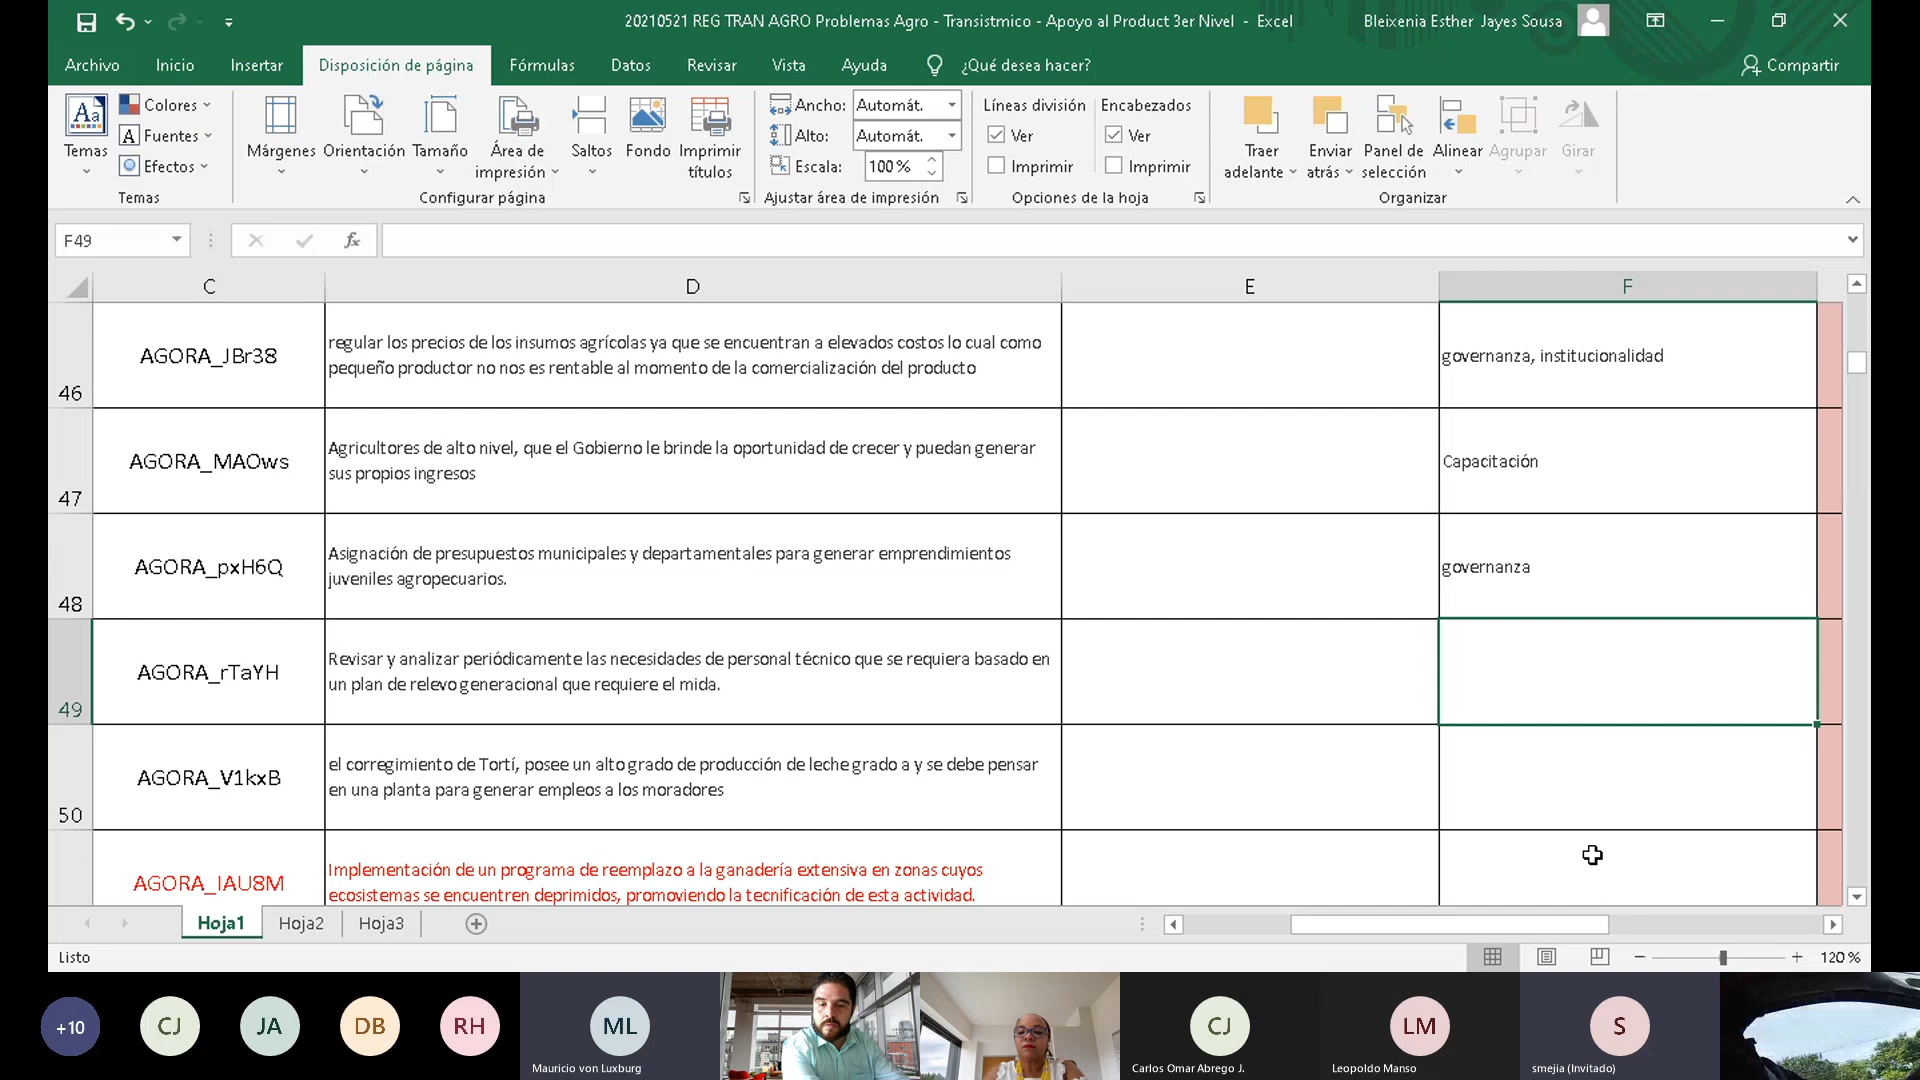 20210521 REG TRAN AGRO Problemas Agro - Transistmico - Apoyo al Product 3er Nivel - Excel
Bleixenia Esther Jayes Sousa
Archivo Inicio Insertar Disposición de página Fórmulas Datos Revisar Vista Ayuda ¿Qué desea hacer? Compartir
Aa
Temas
Colores
A Fuentes
Efectos
Temas
Márgenes
Orientación
Tamaño
Área de impresión
Saltos
Fondo
Imprimir títulos
Configurar página
Ancho: Automát.
Alto: Automát.
Escala: 100 %
Ajustar área de impresión
Líneas división
Ver
Imprimir
Encabezados
Ver
Imprimir
Opciones de la hoja
Traer adelante
Enviar atrás
Panel de selección
Alinear
Agrupar
Girar
Organizar
F49
fx
C D E F
46
AGORA_JBr38
regular los precios de los insumos agrícolas ya que se encuentran a elevados costos lo cual como
pequeño productor no nos es rentable al momento de la comercialización del producto
governanza, institucionalidad
47
AGORA_MAOws
Agricultores de alto nivel, que el Gobierno le brinde la oportunidad de crecer y puedan generar
sus propios ingresos
Capacitación
48
AGORA_pxH6Q
Asignación de presupuestos municipales y departamentales para generar emprendimientos
juveniles agropecuarios.
governanza
49
AGORA_rTaYH
Revisar y analizar periódicamente las necesidades de personal técnico que se requiera basado en
un plan de relevo generacional que requiere el mida.
50
AGORA_V1kxB
el corregimiento de Tortí, posee un alto grado de producción de leche grado a y se debe pensar
en una planta para generar empleos a los moradores
AGORA_IAU8M
Implementación de un programa de reemplazo a la ganadería extensiva en zonas cuyos
ecosistemas se encuentren deprimidos, promoviendo la tecnificación de esta actividad.
Hoja1 Hoja2 Hoja3
Listo
120 %
+10 CJ JA DB RH ML CJ LM S
Mauricio von Luxburg
Carlos Omar Abrego J.
Leopoldo Manso
smejia (Invitado)